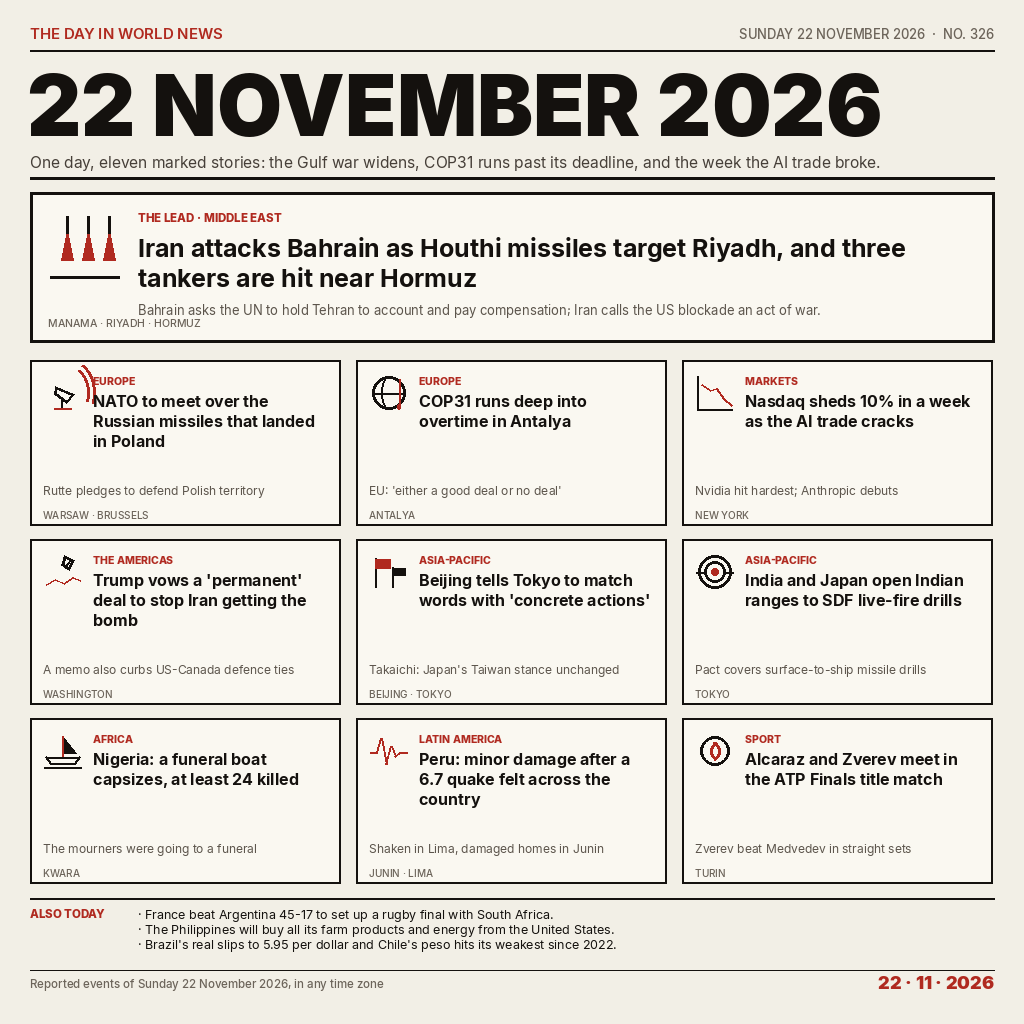 THE DAY IN WORLD NEWS
SUNDAY 22 NOVEMBER 2026 · NO. 326
22 NOVEMBER 2026
One day, eleven marked stories: the Gulf war widens, COP31 runs past its deadline, and the week the AI trade broke.
THE LEAD · MIDDLE EAST
Iran attacks Bahrain as Houthi missiles target Riyadh, and three
tankers are hit near Hormuz
Bahrain asks the UN to hold Tehran to account and pay compensation; Iran calls the US blockade an act of war.
MANAMA · RIYADH · HORMUZ
EUROPE
NATO to meet over the
Russian missiles that landed
in Poland
Rutte pledges to defend Polish territory
WARSAW · BRUSSELS
EUROPE
COP31 runs deep into
overtime in Antalya
EU: 'either a good deal or no deal'
ANTALYA
MARKETS
Nasdaq sheds 10% in a week
as the AI trade cracks
Nvidia hit hardest; Anthropic debuts
NEW YORK
THE AMERICAS
Trump vows a 'permanent'
deal to stop Iran getting the
bomb
A memo also curbs US-Canada defence ties
WASHINGTON
ASIA-PACIFIC
Beijing tells Tokyo to match
words with 'concrete actions'
Takaichi: Japan's Taiwan stance unchanged
BEIJING · TOKYO
ASIA-PACIFIC
India and Japan open Indian
ranges to SDF live-fire drills
Pact covers surface-to-ship missile drills
TOKYO
AFRICA
Nigeria: a funeral boat
capsizes, at least 24 killed
The mourners were going to a funeral
KWARA
LATIN AMERICA
Peru: minor damage after a
6.7 quake felt across the
country
Shaken in Lima, damaged homes in Junin
JUNIN · LIMA
SPORT
Alcaraz and Zverev meet in
the ATP Finals title match
Zverev beat Medvedev in straight sets
TURIN
ALSO TODAY
· France beat Argentina 45-17 to set up a rugby final with South Africa.
· The Philippines will buy all its farm products and energy from the United States.
· Brazil's real slips to 5.95 per dollar and Chile's peso hits its weakest since 2022.
Reported events of Sunday 22 November 2026, in any time zone
22 · 11 · 2026